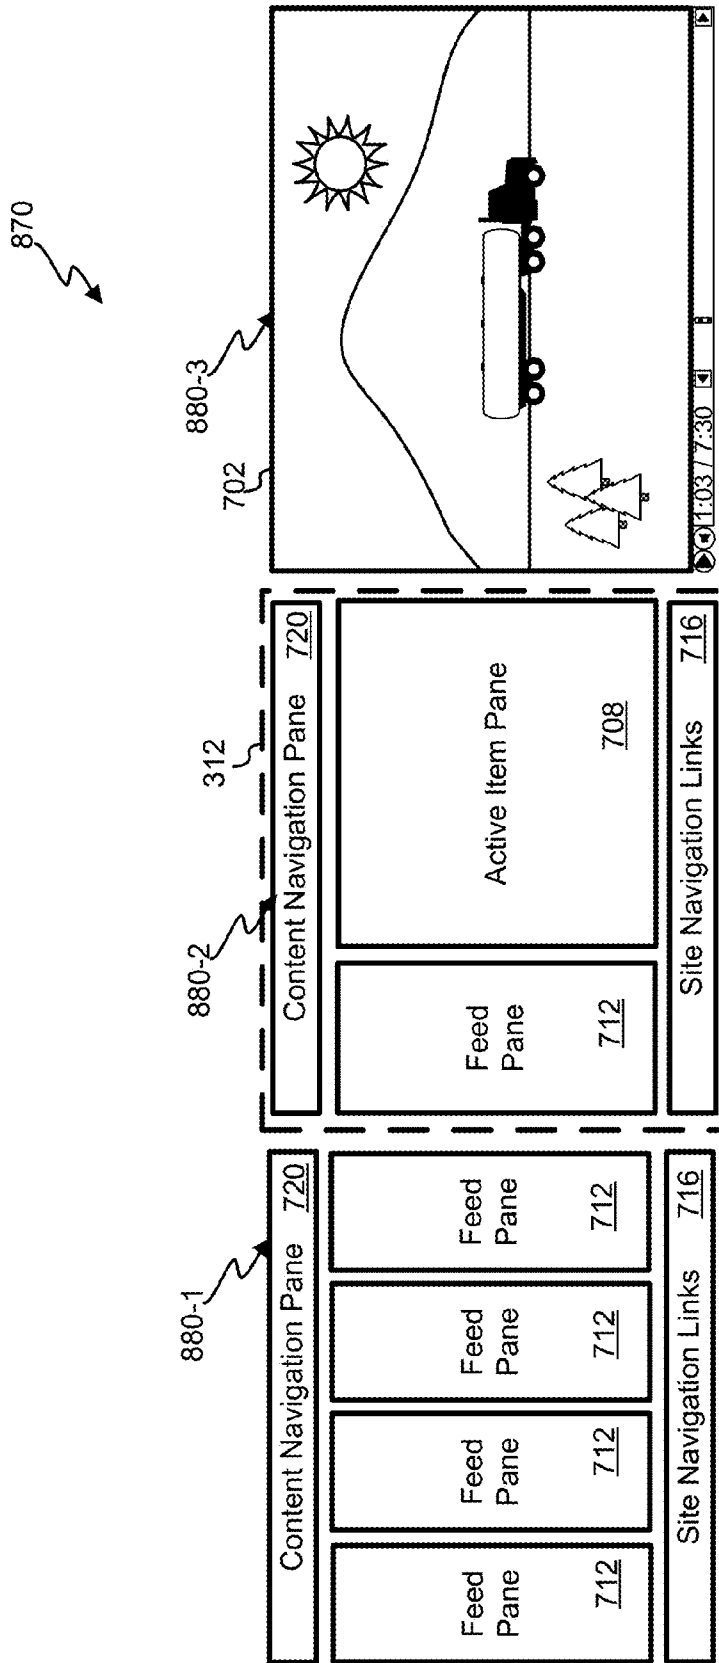 870
880-1
Content Navigation Pane 720
Feed
Pane
712
Feed
Pane
712
Feed
Pane
712
Feed
Pane
712
Site Navigation Links 716
880-2
312
Content Navigation Pane 720
Feed
Pane
712
Active Item Pane
708
Site Navigation Links 716
702
880-3
1:03 / 7:30